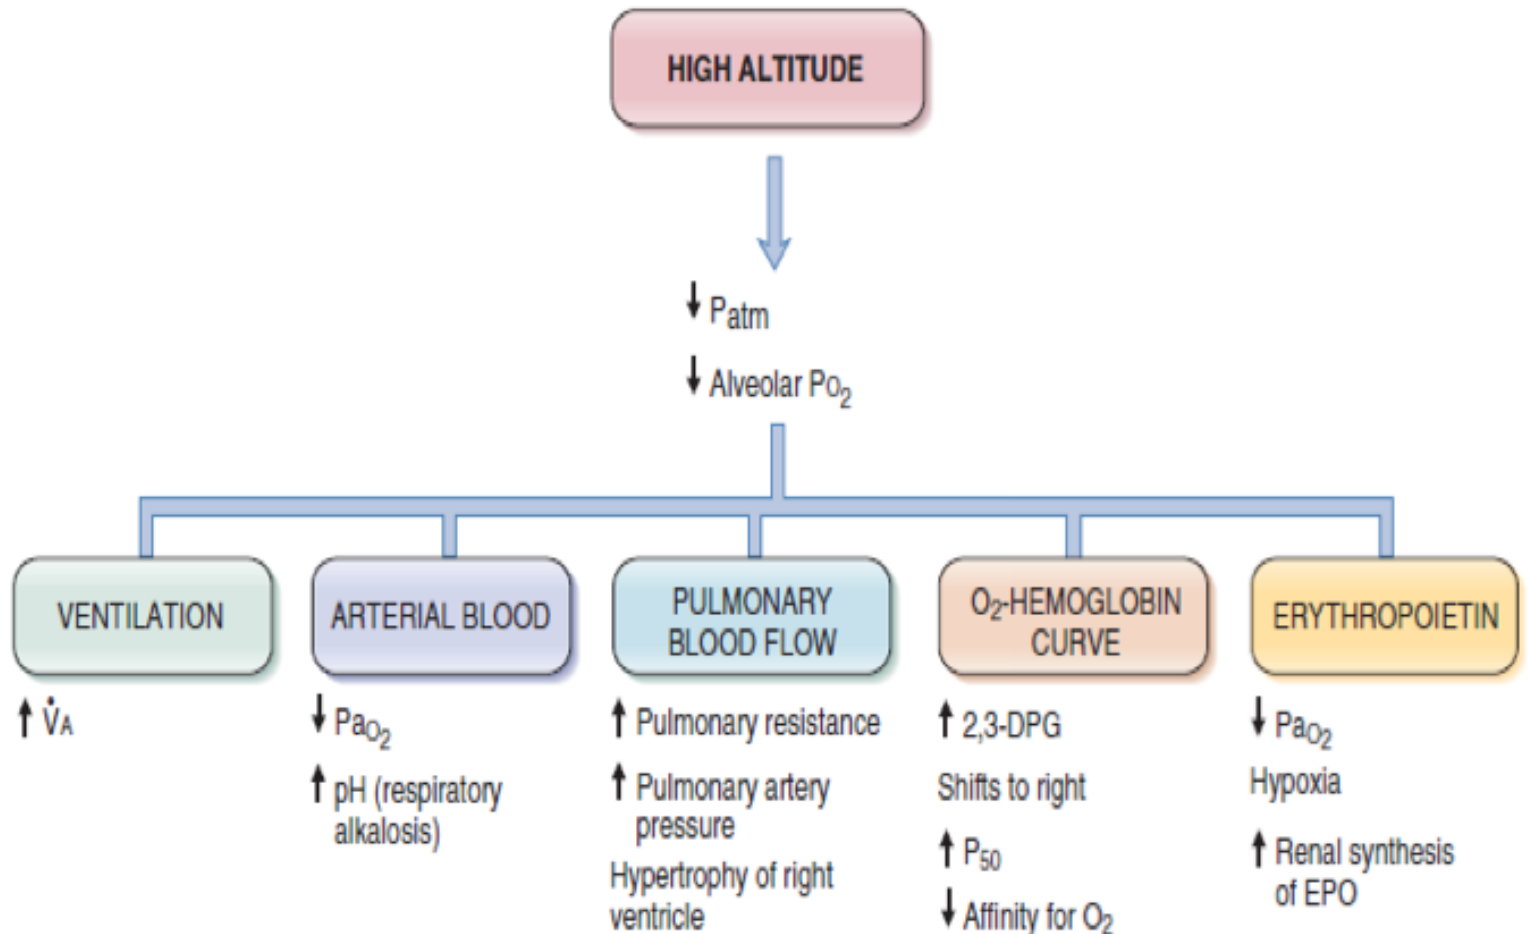 HIGH ALTITUDE
↓ Patm
↓ Alveolar PO₂
VENTILATION
↑ V̇A
ARTERIAL BLOOD
↓ PaO₂
↑ pH (respiratory
alkalosis)
PULMONARY
BLOOD FLOW
↑ Pulmonary resistance
↑ Pulmonary artery
pressure
Hypertrophy of right
ventricle
O₂-HEMOGLOBIN
CURVE
↑ 2,3-DPG
Shifts to right
↑ P₅₀
↓ Affinity for O₂
ERYTHROPOIETIN
↓ PaO₂
Hypoxia
↑ Renal synthesis
of EPO